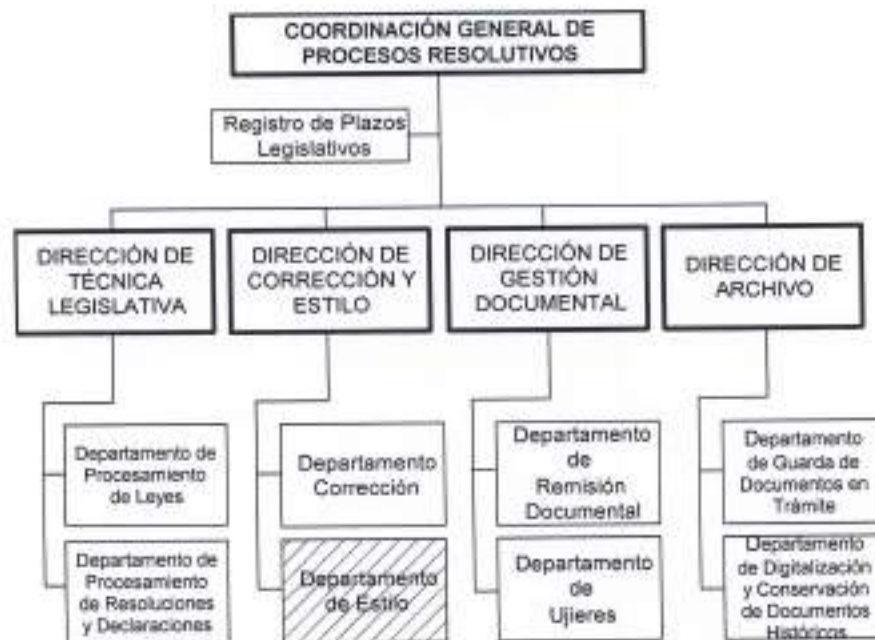 COORDINACIÓN GENERAL DE
PROCESOS RESOLUTIVOS
Registro de Plazos
Legislativos
DIRECCIÓN DE
TÉCNICA
LEGISLATIVA
DIRECCIÓN DE
CORRECCIÓN Y
ESTILO
DIRECCIÓN DE
GESTIÓN
DOCUMENTAL
DIRECCIÓN DE
ARCHIVO
Departamento de
Procesamiento
de Leyes
Departamento
Corrección
Departamento
de
Remisión
Documental
Departamento
de Guarda de
Documentos en
Trámite
Departamento de
Procesamiento
de Resoluciones
y Declaraciones
Departamento
de Estilo
Departamento
de
Ujieres
Departamento
de Digitalización
y Conservación
de Documentos
Históricos